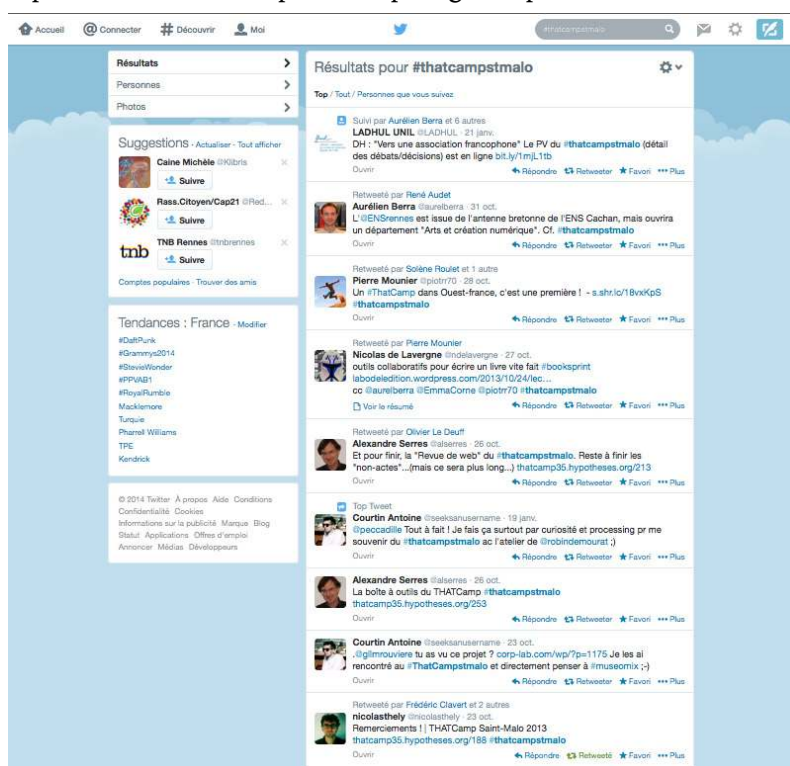 Accueil @ Connecter # Découvrir Moi #thatcampstmalo
Résultats
Personnes
Photos
Suggestions · Actualiser · Tout afficher
Caine Michèle @Klibris
Suivre
Rass.Citoyen/Cap21 @Red...
Suivre
tnb
TNB Rennes @tnbrennes
Suivre
Comptes populaires · Trouver des amis
Tendances : France · Modifier
#DaftPunk
#Grammys2014
#StevieWonder
#PPVAB1
#RoyalRumble
Macklemore
Turquie
Pharrell Williams
TPE
Kendrick
© 2014 Twitter À propos Aide Conditions
Confidentialité Cookies
Informations sur la publicité Marque Blog
Statut Applications Offres d'emploi
Annoncer Médias Développeurs
Résultats pour #thatcampstmalo
Top / Tout / Personnes que vous suivez
Suivi par Aurélien Berra et 6 autres
LADHUL UNIL @LADHUL · 21 janv.
DH : "Vers une association francophone" Le PV du #thatcampstmalo (détail
des débats/décisions) est en ligne bit.ly/1mjL1tb
Ouvrir Répondre Retweeter Favori Plus
Retweeté par René Audet
Aurélien Berra @aurelberra · 31 oct.
L'@ENSrennes est issue de l'antenne bretonne de l'ENS Cachan, mais ouvrira
un département "Arts et création numérique". Cf. #thatcampstmalo
Ouvrir Répondre Retweeter Favori Plus
Retweeté par Solène Roulet et 1 autre
Pierre Mounier @piotrr70 · 28 oct.
Un #ThatCamp dans Ouest-france, c'est une première ! - s.shr.lc/18vxKpS
#thatcampstmalo
Ouvrir Répondre Retweeter Favori Plus
Retweeté par Pierre Mounier
Nicolas de Lavergne @ndelavergne · 27 oct.
outils collaboratifs pour écrire un livre vite fait #booksprint
labodeledition.wordpress.com/2013/10/24/lec...
cc @aurelberra @EmmaCorne @piotrr70 #thatcampstmalo
Voir le résumé Répondre Retweeter Favori Plus
Retweeté par Olivier Le Deuff
Alexandre Serres @alserres · 26 oct.
Et pour finir, la "Revue de web" du #thatcampstmalo. Reste à finir les
"non-actes"...(mais ce sera plus long...) thatcamp35.hypotheses.org/213
Ouvrir Répondre Retweeter Favori Plus
Top Tweet
Courtin Antoine @seeksanusername · 19 janv.
@peccadille Tout à fait ! Je fais ça surtout par curiosité et processing pr me
souvenir du #thatcampstmalo ac l'atelier de @robindemourat ;)
Ouvrir Répondre Retweeter Favori Plus
Alexandre Serres @alserres · 26 oct.
La boîte à outils du THATCamp #thatcampstmalo
thatcamp35.hypotheses.org/253
Ouvrir Répondre Retweeter Favori Plus
Courtin Antoine @seeksanusername · 23 oct.
.@gilmrouviere tu as vu ce projet ? corp-lab.com/wp/?p=1175 Je les ai
rencontré au #ThatCampstmalo et directement penser à #museomix ;-)
Ouvrir Répondre Retweeter Favori Plus
Retweeté par Frédéric Clavert et 2 autres
nicolasthely @nicolasthely · 23 oct.
Remerciements ! | THATCamp Saint-Malo 2013
thatcamp35.hypotheses.org/188 #thatcampstmalo
Ouvrir Répondre Retweeté Favori Plus